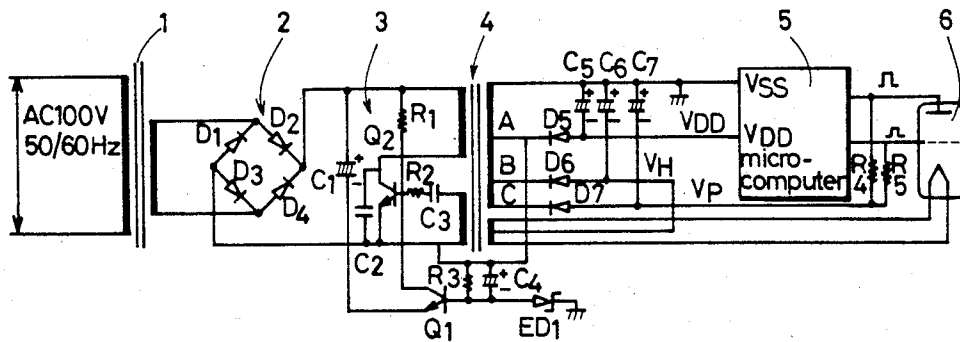 1
2
3
4
5
6
AC100V
50/60Hz
D1
D2
D3
D4
C1
C2
Q2
R1
R2
C3
A
B
C
D5
D6
D7
C5 C6 C7
VDD
VH
VP
VSS
VDD
micro-
computer
R4
R5
R3
C4
Q1
ED1
+
-
+
-
+
-
+
-
+
-